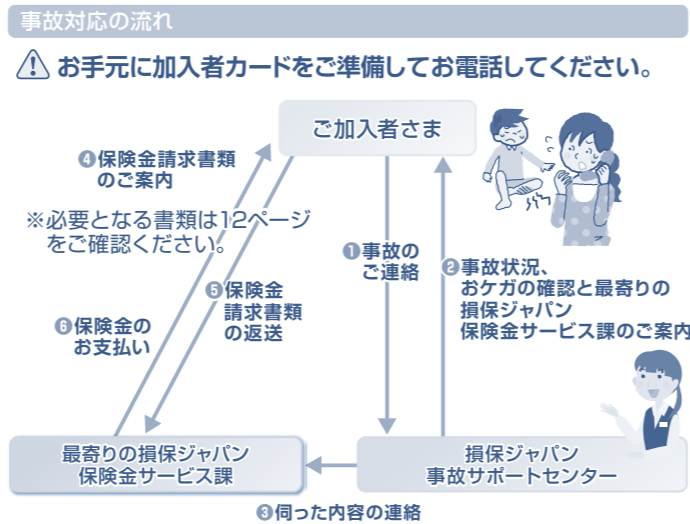 事故対応の流れ
お手元に加入者カードをご準備してお電話してください。
ご加入者さま
❹保険金請求書類
のご案内
※必要となる書類は12ページ
をご確認ください。
❶事故の
ご連絡
❷事故状況、
おケガの確認と最寄りの
損保ジャパン
保険金サービス課のご案内
❺保険金
請求書類
の返送
❻保険金の
お支払い
最寄りの損保ジャパン
保険金サービス課
損保ジャパン
事故サポートセンター
❸伺った内容の連絡